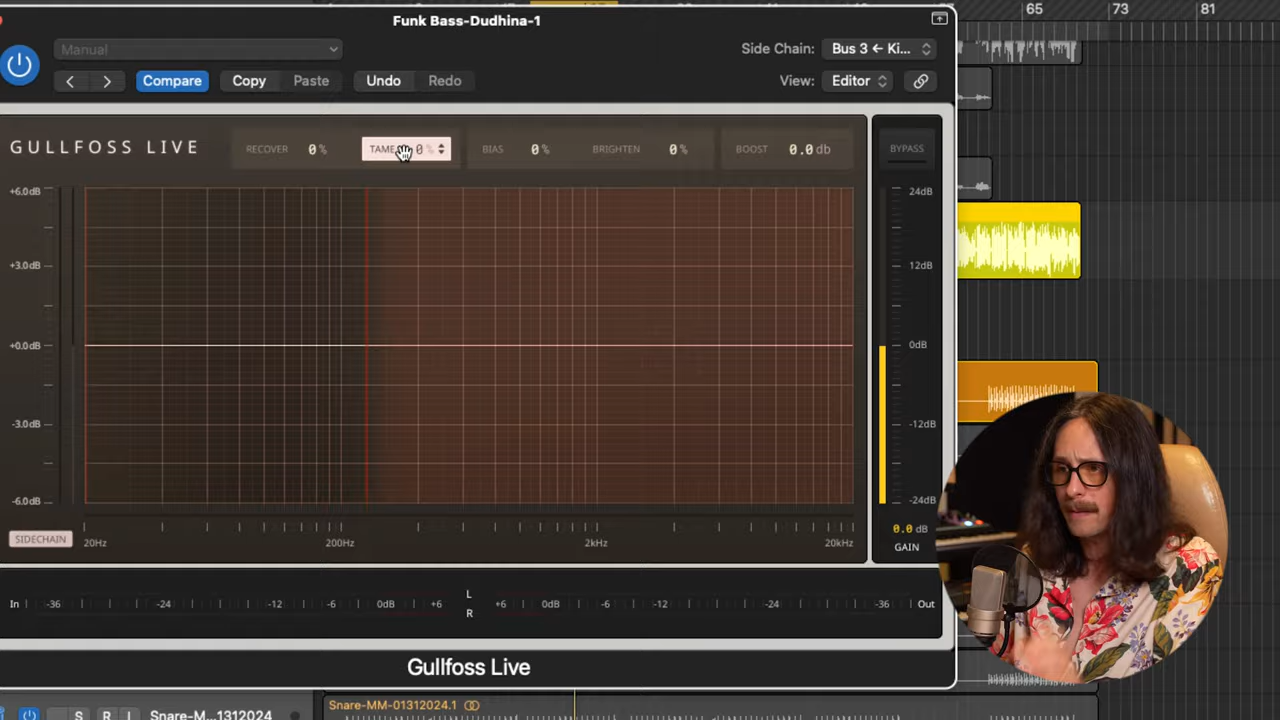 Funk Bass-Dudhina-1
65 73 81
Manual
Side Chain: Bus 3 ← Ki...
Compare Copy Paste Undo Redo
View: Editor
GULLFOSS LIVE
RECOVER 0 %
TAME 0 %
BIAS 0 %
BRIGHTEN 0 %
BOOST 0.0 db
BYPASS
+6.0dB
+3.0dB
+0.0dB
-3.0dB
-6.0dB
24dB
12dB
0dB
-12dB
-24dB
0.0 dB
GAIN
SIDECHAIN
20Hz 200Hz 2kHz 20kHz
In -36 -24 -12 -6 0dB +6 L +6 0dB -6 -12 -24 -36 Out
R
Gullfoss Live
Snare-MM-01312024.1
S R I Snare-M...1312024